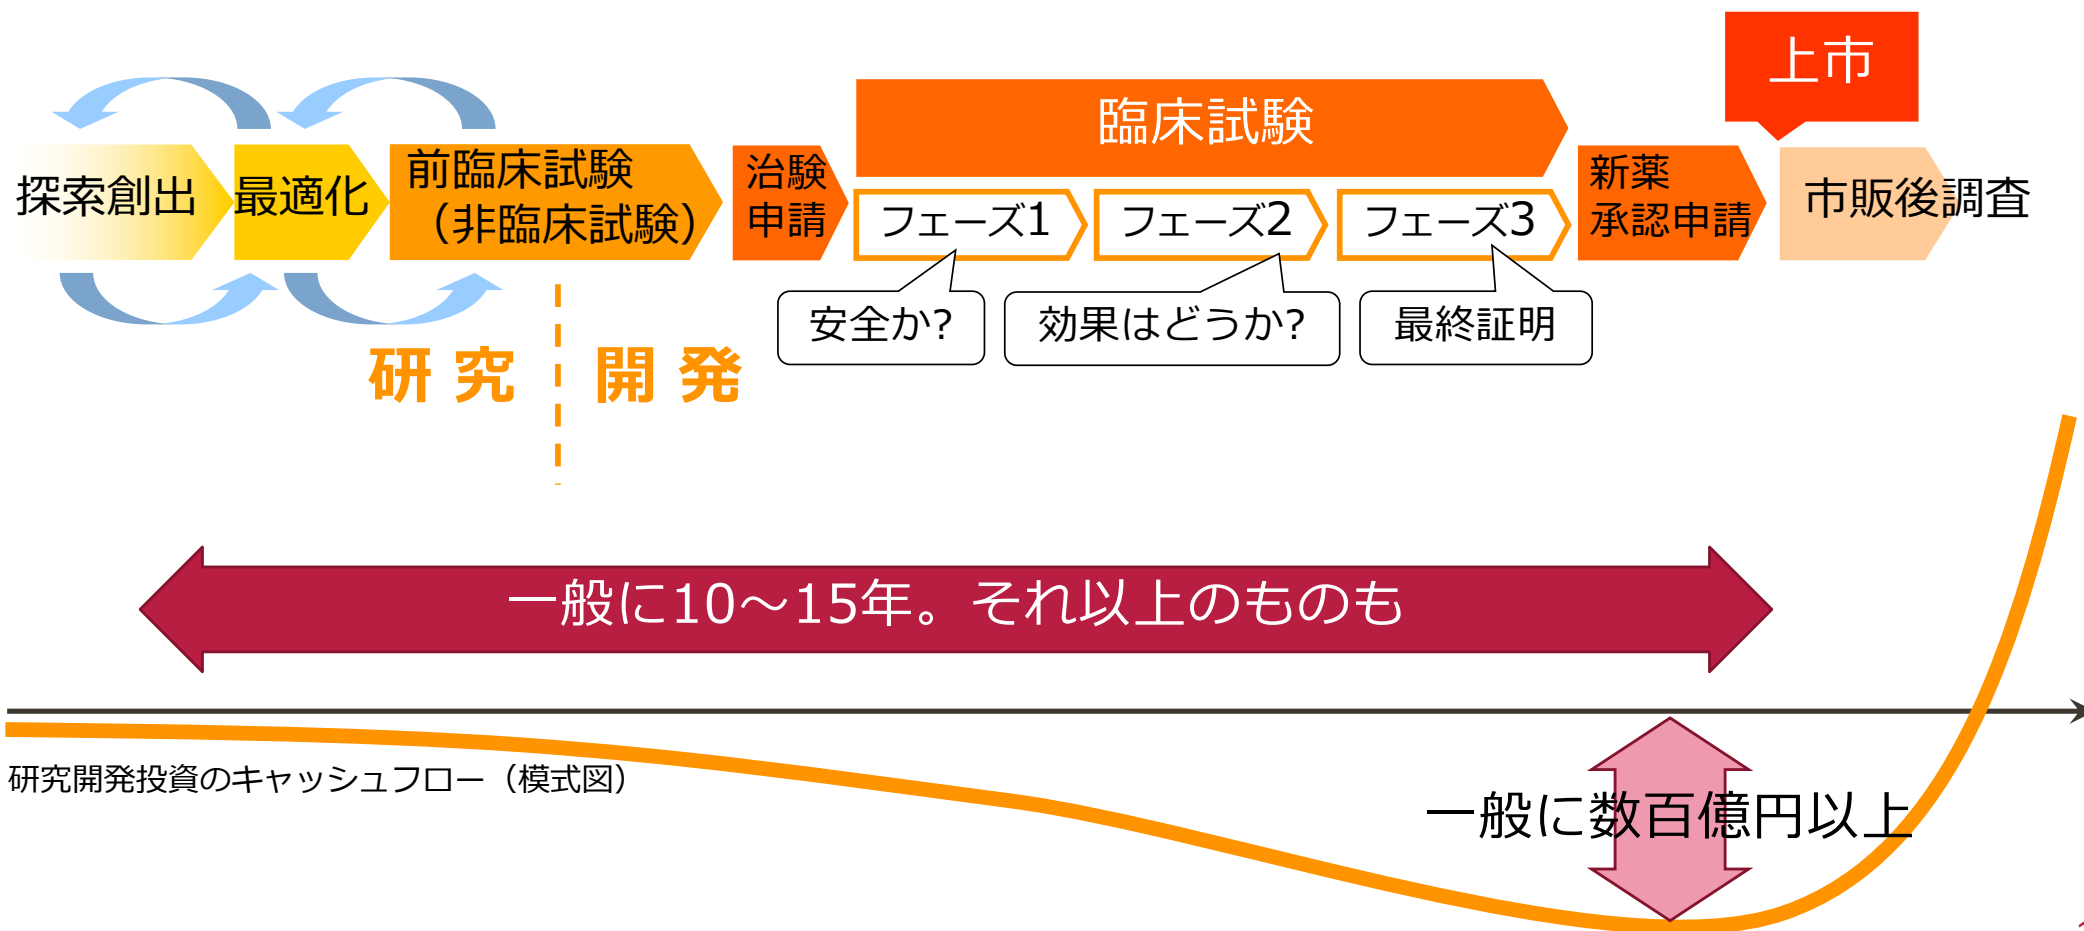 上市
臨床試験
探索創出
最適化
前臨床試験
（非臨床試験）
治験
申請
フェーズ1
フェーズ2
フェーズ3
新薬
承認申請
市販後調査
安全か?
効果はどうか?
最終証明
研 究
開 発
一般に10～15年。それ以上のものも
研究開発投資のキャッシュフロー（模式図）
一般に数百億円以上